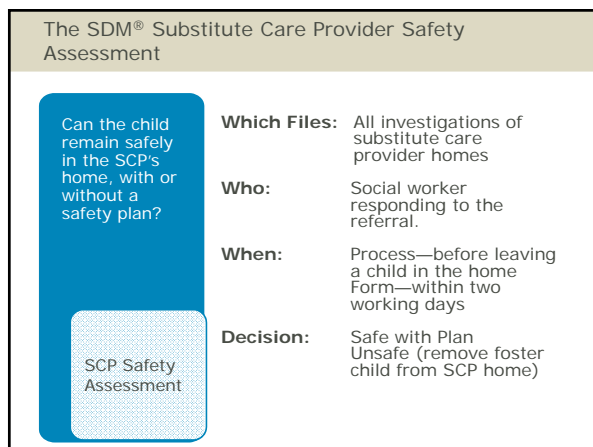 The SDM® Substitute Care Provider Safety
Assessment
Can the child
remain safely
in the SCP's
home, with or
without a
safety plan?
SCP Safety
Assessment
Which Files: All investigations of
substitute care
provider homes
Who: Social worker
responding to the
referral.
When: Process—before leaving
a child in the home
Form—within two
working days
Decision: Safe with Plan
Unsafe (remove foster
child from SCP home)